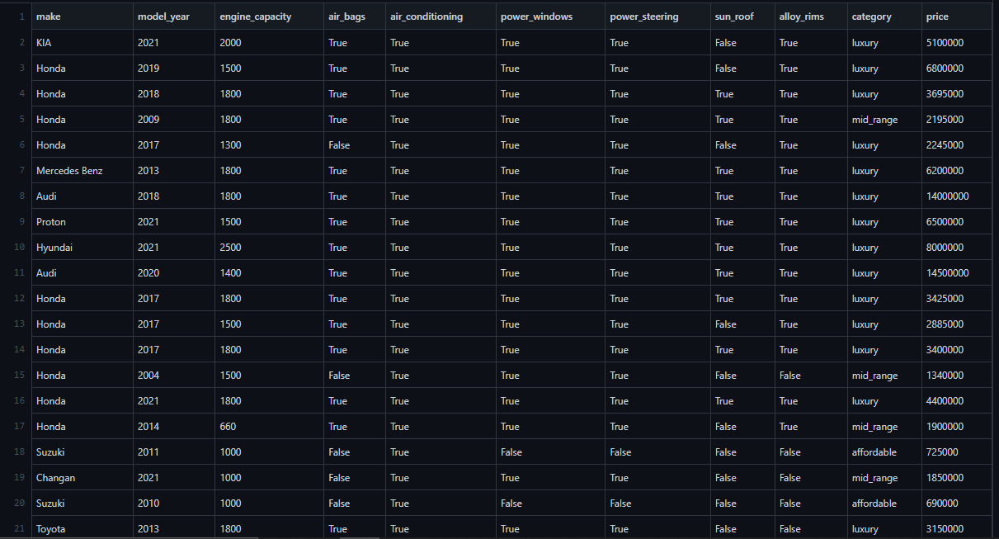 1 make model_year engine_capacity air_bags air_conditioning power_windows power_steering sun_roof alloy_rims category price
2 KIA 2021 2000 True True True True False True luxury 5100000
3 Honda 2019 1500 True True True True False True luxury 6800000
4 Honda 2018 1800 True True True True True True luxury 3695000
5 Honda 2009 1800 True True True True True True mid_range 2195000
6 Honda 2017 1300 False True True True False True luxury 2245000
7 Mercedes Benz 2013 1800 True True True True True True luxury 6200000
8 Audi 2018 1800 True True True True True True luxury 14000000
9 Proton 2021 1500 True True True True True True luxury 6500000
10 Hyundai 2021 2500 True True True True True True luxury 8000000
11 Audi 2020 1400 True True True True True True luxury 14500000
12 Honda 2017 1800 True True True True True True luxury 3425000
13 Honda 2017 1500 True True True True False True luxury 2885000
14 Honda 2017 1800 True True True True True True luxury 3400000
15 Honda 2004 1500 False True True True False False mid_range 1340000
16 Honda 2021 1800 True True True True True True luxury 4400000
17 Honda 2014 660 True True True True False True mid_range 1900000
18 Suzuki 2011 1000 False True False False False False affordable 725000
19 Changan 2021 1000 False True True True False False mid_range 1850000
20 Suzuki 2010 1000 False True False False False False affordable 690000
21 Toyota 2013 1800 True True True True False False luxury 3150000